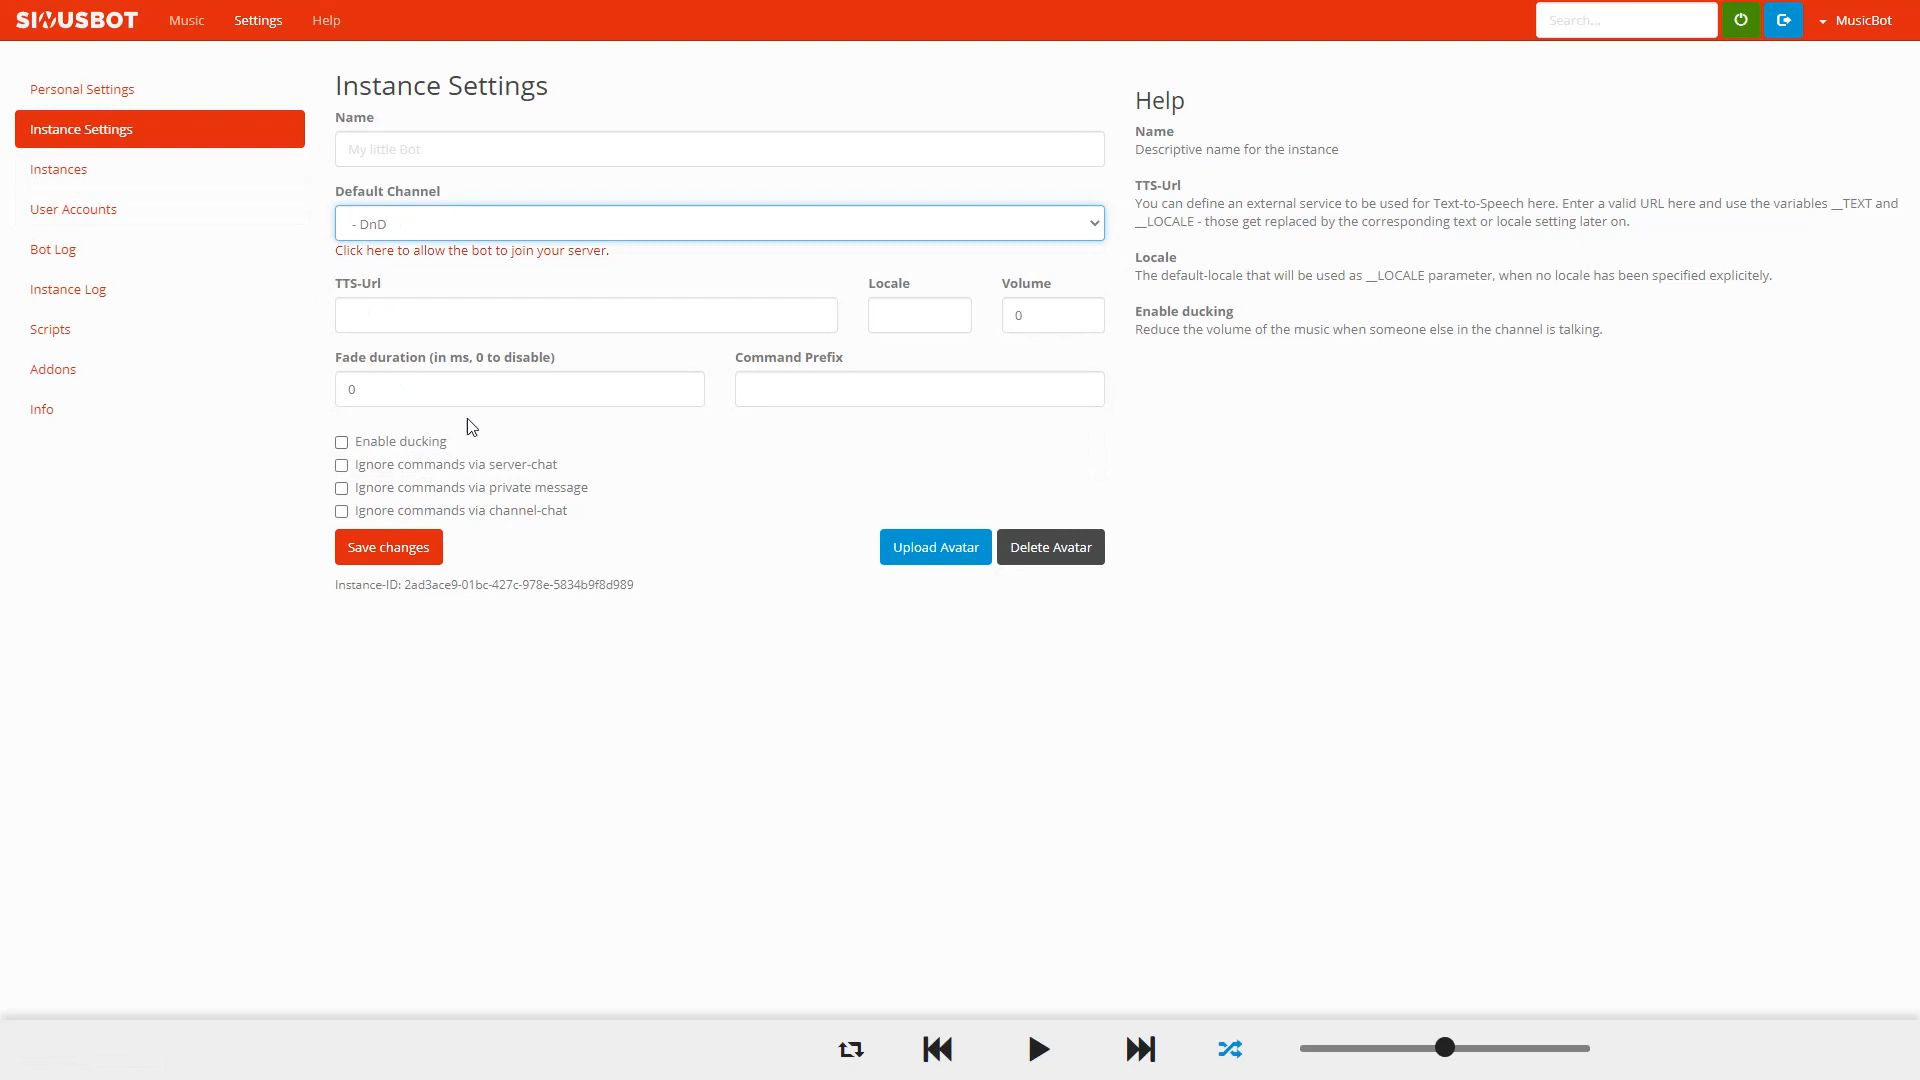 SINUSBOT Music Settings Help Search... MusicBot
Personal Settings
Instance Settings
Instances
User Accounts
Bot Log
Instance Log
Scripts
Addons
Info
Instance Settings
Name
My little Bot
Default Channel
- DnD
Click here to allow the bot to join your server.
TTS-Url Locale Volume
0
Fade duration (in ms, 0 to disable) Command Prefix
0
Enable ducking
Ignore commands via server-chat
Ignore commands via private message
Ignore commands via channel-chat
Save changes Upload Avatar Delete Avatar
Instance-ID: 2ad3ace9-01bc-427c-978e-5834b9f8d989
Help
Name
Descriptive name for the instance
TTS-Url
You can define an external service to be used for Text-to-Speech here. Enter a valid URL here and use the variables __TEXT and
__LOCALE - those get replaced by the corresponding text or locale setting later on.
Locale
The default-locale that will be used as __LOCALE parameter, when no locale has been specified explicitely.
Enable ducking
Reduce the volume of the music when someone else in the channel is talking.